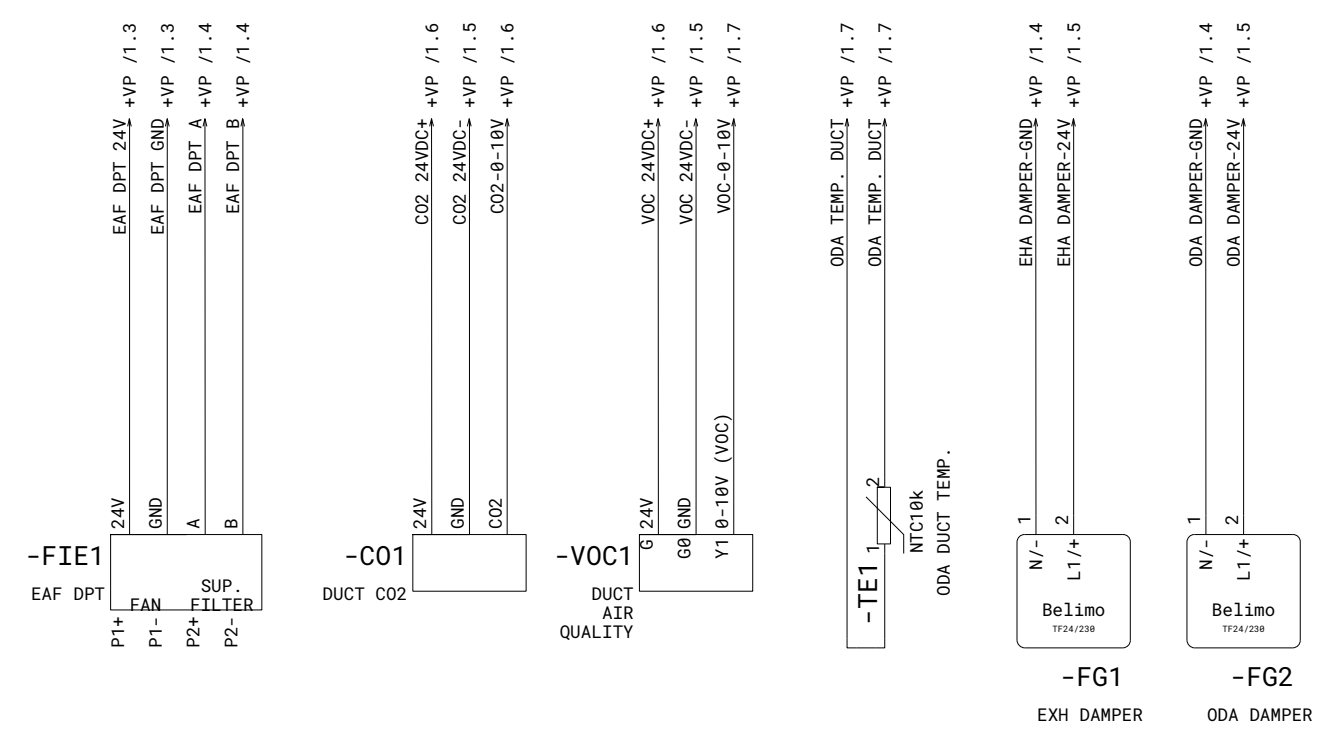 +VP /1.3
+VP /1.3
+VP /1.4
+VP /1.4
EAF DPT 24V
EAF DPT GND
EAF DPT A
EAF DPT B
24V
GND
A
B
-FIE1
EAF DPT
FAN
SUP.
FILTER
P1+
P1-
P2+
P2-
+VP /1.6
+VP /1.5
+VP /1.6
CO2 24VDC+
CO2 24VDC-
CO2-0-10V
24V
GND
CO2
-CO1
DUCT CO2
+VP /1.6
+VP /1.5
+VP /1.7
VOC 24VDC+
VOC 24VDC-
VOC-0-10V
G 24V
G0 GND
Y1 0-10V (VOC)
-VOC1
DUCT
AIR
QUALITY
+VP /1.7
+VP /1.7
ODA TEMP. DUCT
ODA TEMP. DUCT
2
1
-TE1
NTC10k
ODA DUCT TEMP.
+VP /1.4
+VP /1.5
EHA DAMPER-GND
EHA DAMPER-24V
1
2
N/-
L1/+
Belimo
TF24/230
-FG1
EXH DAMPER
+VP /1.4
+VP /1.5
ODA DAMPER-GND
ODA DAMPER-24V
1
2
N/-
L1/+
Belimo
TF24/230
-FG2
ODA DAMPER